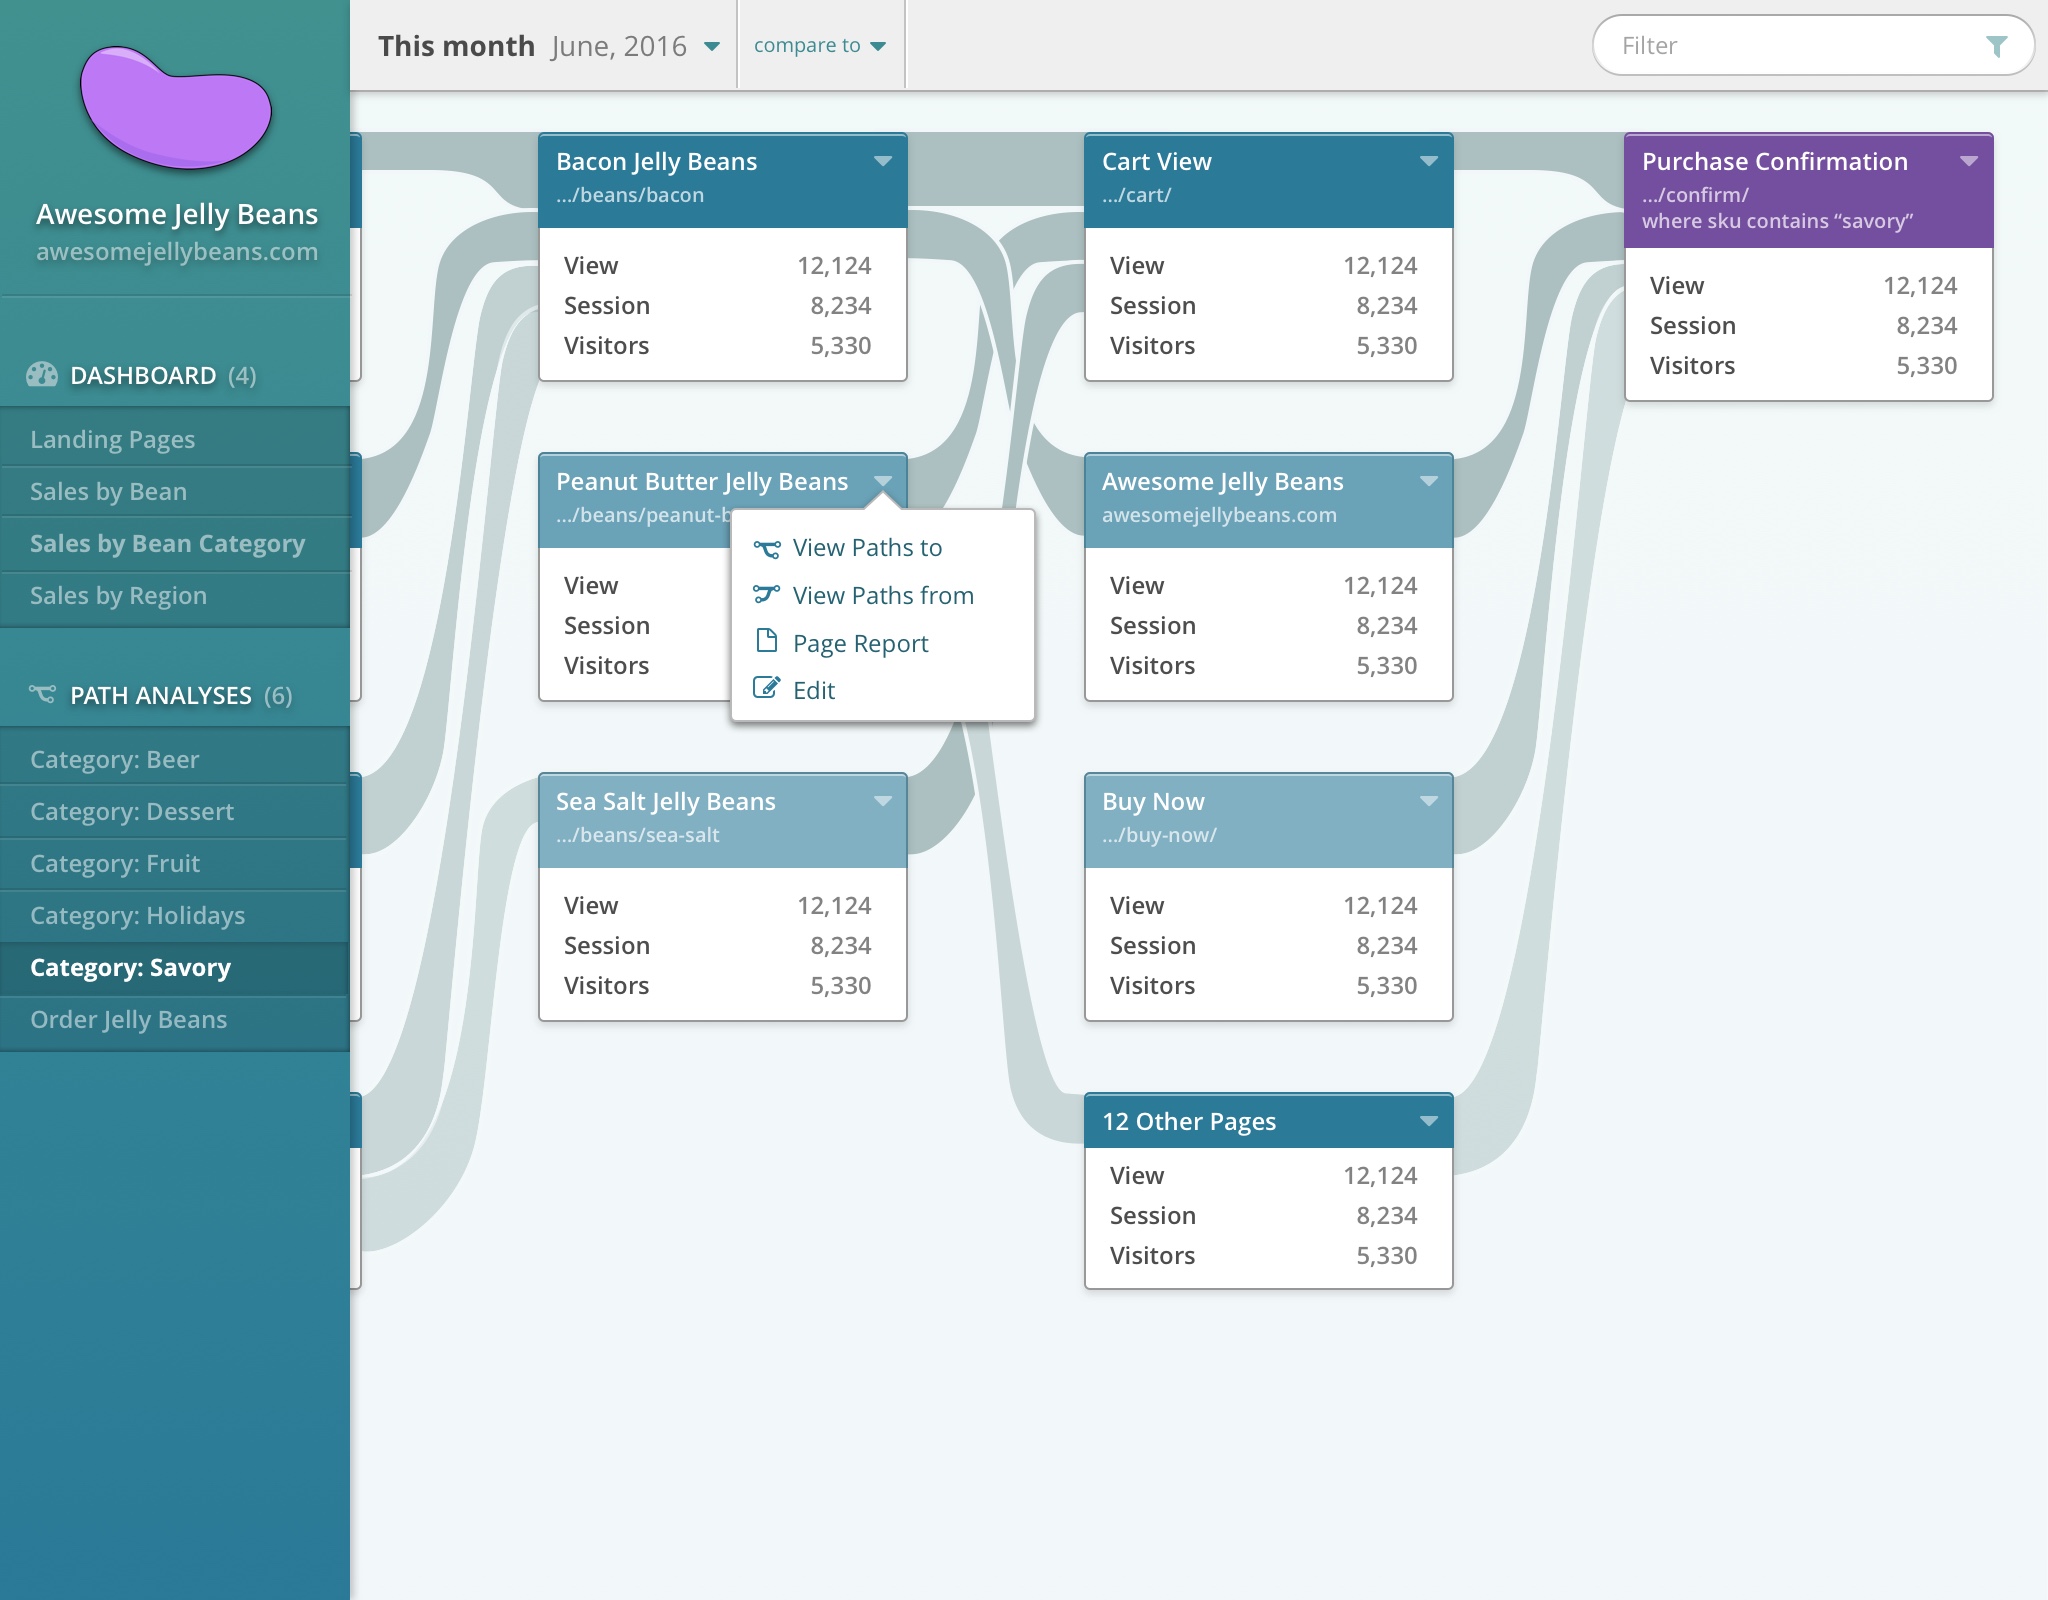 Awesome Jelly Beans
awesomejellybeans.com
DASHBOARD (4)
Landing Pages
Sales by Bean
Sales by Bean Category
Sales by Region
PATH ANALYSES (6)
Category: Beer
Category: Dessert
Category: Fruit
Category: Holidays
Category: Savory
Order Jelly Beans
This month June, 2016
compare to
Filter
Bacon Jelly Beans
.../beans/bacon
View 12,124
Session 8,234
Visitors 5,330
Peanut Butter Jelly Beans
.../beans/peanut-b
View
Session
Visitors
View Paths to
View Paths from
Page Report
Edit
Sea Salt Jelly Beans
.../beans/sea-salt
View 12,124
Session 8,234
Visitors 5,330
Cart View
.../cart/
View 12,124
Session 8,234
Visitors 5,330
Awesome Jelly Beans
awesomejellybeans.com
View 12,124
Session 8,234
Visitors 5,330
Buy Now
.../buy-now/
View 12,124
Session 8,234
Visitors 5,330
12 Other Pages
View 12,124
Session 8,234
Visitors 5,330
Purchase Confirmation
.../confirm/
where sku contains “savory”
View 12,124
Session 8,234
Visitors 5,330